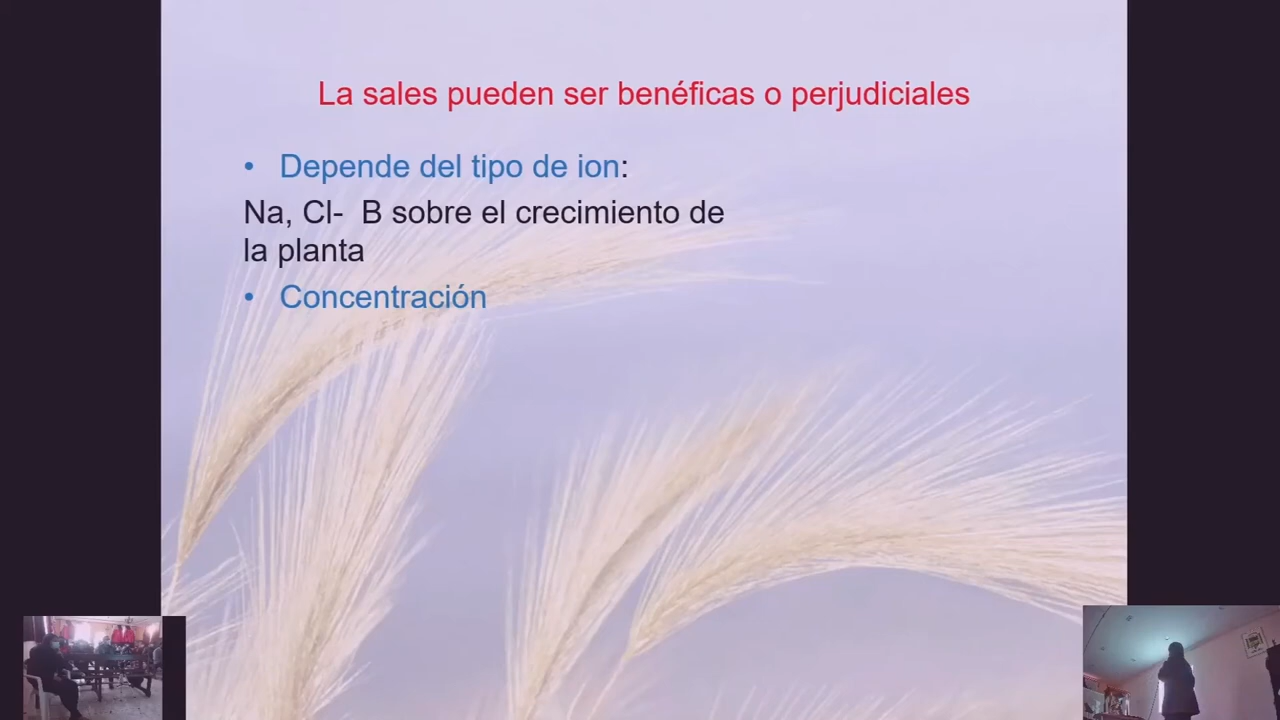 La sales pueden ser benéficas o perjudiciales
• Depende del tipo de ion:
Na, Cl-  B sobre el crecimiento de
la planta
• Concentración